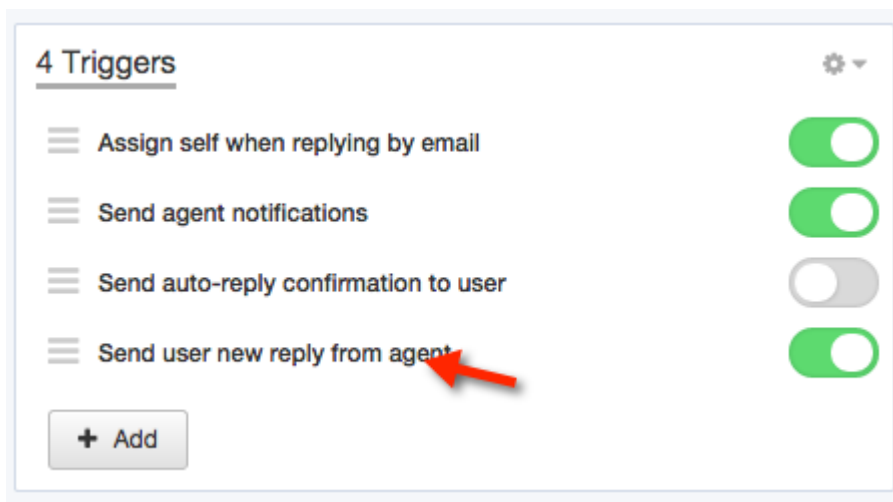 4 Triggers
Assign self when replying by email
Send agent notifications
Send auto-reply confirmation to user
Send user new reply from agent
+ Add